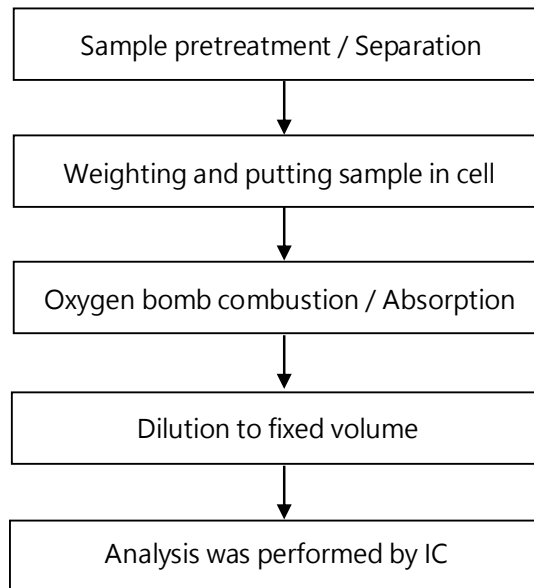 Sample pretreatment / Separation
Weighting and putting sample in cell
Oxygen bomb combustion / Absorption
Dilution to fixed volume
Analysis was performed by IC